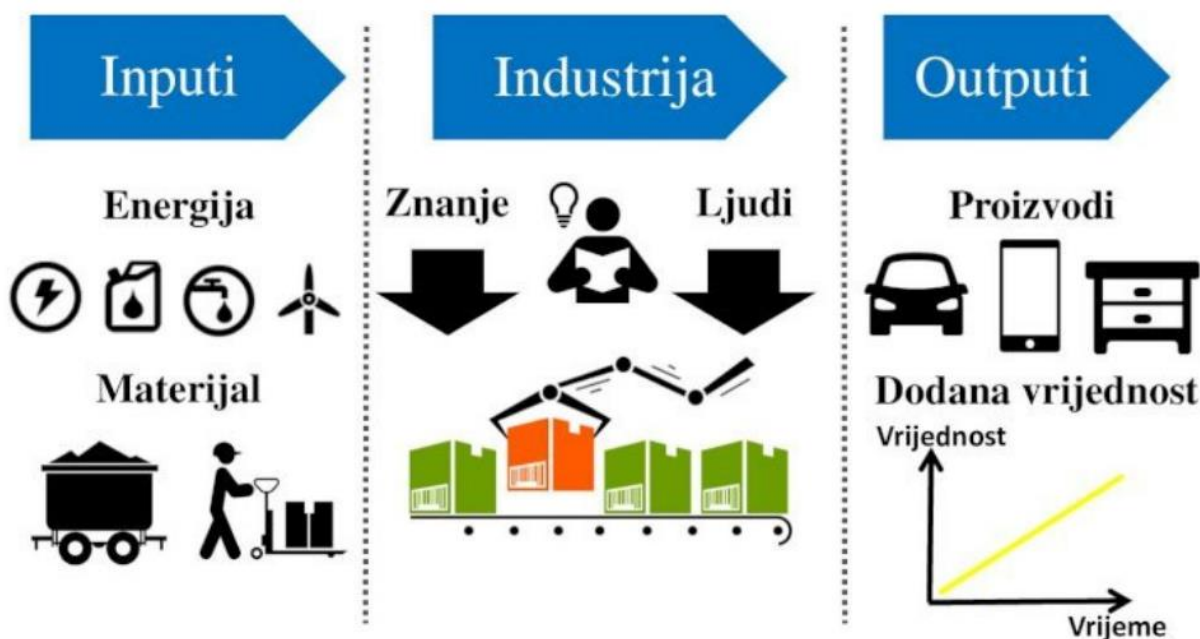 Inputi
Industrija
Outputi
Energija
Znanje
Ljudi
Proizvodi
Materijal
Dodana vrijednost
Vrijednost
Vrijeme